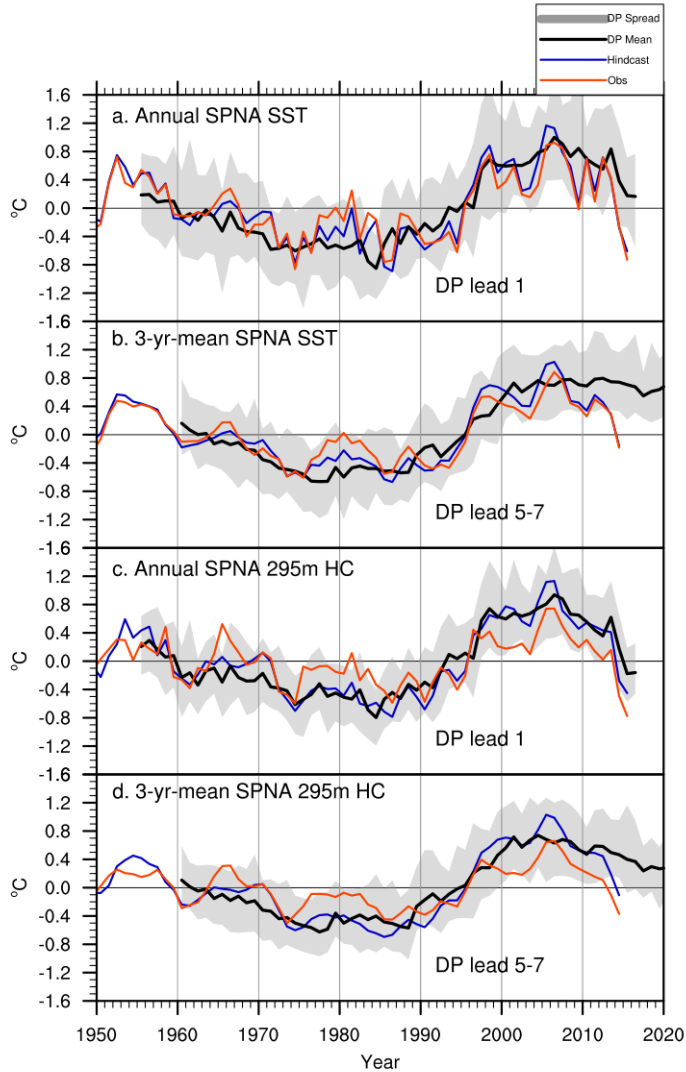 DP Spread
DP Mean
Hindcast
Obs
a. Annual SPNA SST
1.6
1.2
0.8
0.4
0.0
-0.4
-0.8
-1.2
-1.6
°C
DP lead 1
b. 3-yr-mean SPNA SST
1.2
0.8
0.4
0.0
-0.4
-0.8
-1.2
-1.6
°C
DP lead 5-7
c. Annual SPNA 295m HC
1.2
0.8
0.4
0.0
-0.4
-0.8
-1.2
-1.6
°C
DP lead 1
d. 3-yr-mean SPNA 295m HC
1.2
0.8
0.4
0.0
-0.4
-0.8
-1.2
-1.6
°C
DP lead 5-7
1950 1960 1970 1980 1990 2000 2010 2020
Year